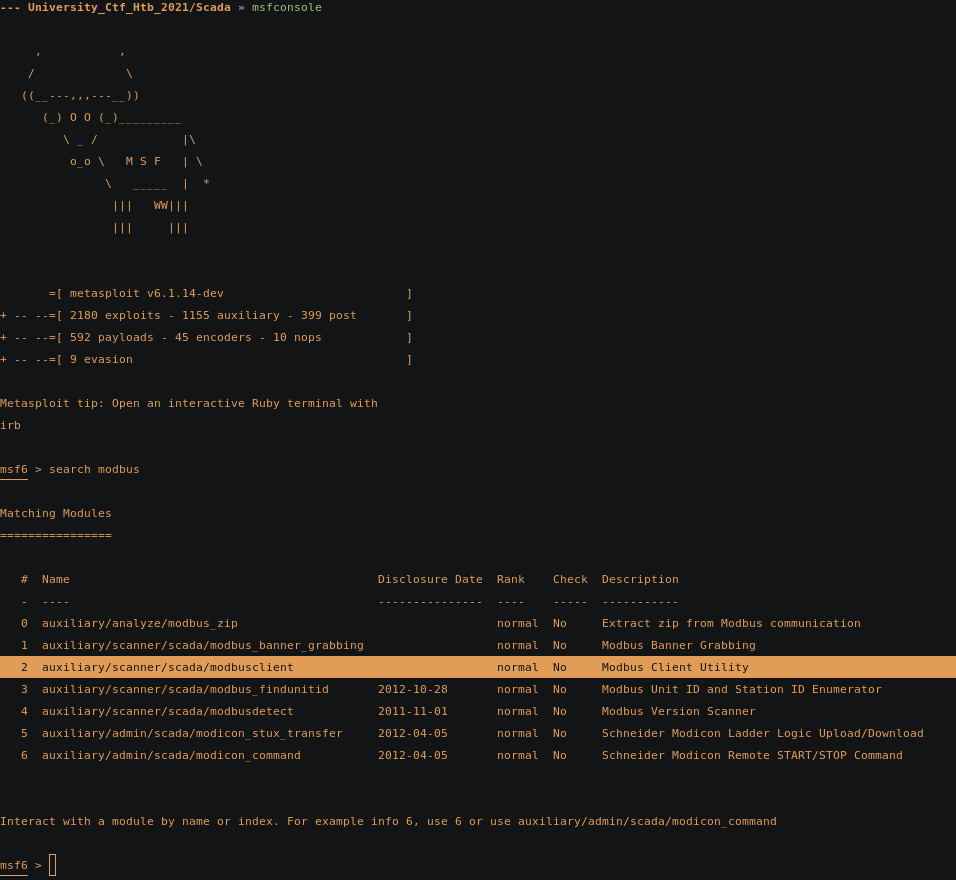 --- University_Ctf_Htb_2021/Scada » msfconsole
     ,           ,
    /             \
   ((__---,,,---__))
      (_) O O (_)_________
         \ _ /            |\
          o_o \   M S F   | \
               \   _____  |  *
                |||   WW|||
                |||     |||
       =[ metasploit v6.1.14-dev                          ]
+ -- --=[ 2180 exploits - 1155 auxiliary - 399 post       ]
+ -- --=[ 592 payloads - 45 encoders - 10 nops            ]
+ -- --=[ 9 evasion                                       ]
Metasploit tip: Open an interactive Ruby terminal with
irb
msf6 > search modbus
Matching Modules
================
   #  Name                                            Disclosure Date  Rank    Check  Description
   -  ----                                            ---------------  ----    -----  -----------
   0  auxiliary/analyze/modbus_zip                                     normal  No     Extract zip from Modbus communication
   1  auxiliary/scanner/scada/modbus_banner_grabbing                   normal  No     Modbus Banner Grabbing
   2  auxiliary/scanner/scada/modbusclient                             normal  No     Modbus Client Utility
   3  auxiliary/scanner/scada/modbus_findunitid       2012-10-28       normal  No     Modbus Unit ID and Station ID Enumerator
   4  auxiliary/scanner/scada/modbusdetect            2011-11-01       normal  No     Modbus Version Scanner
   5  auxiliary/admin/scada/modicon_stux_transfer     2012-04-05       normal  No     Schneider Modicon Ladder Logic Upload/Download
   6  auxiliary/admin/scada/modicon_command           2012-04-05       normal  No     Schneider Modicon Remote START/STOP Command
Interact with a module by name or index. For example info 6, use 6 or use auxiliary/admin/scada/modicon_command
msf6 >